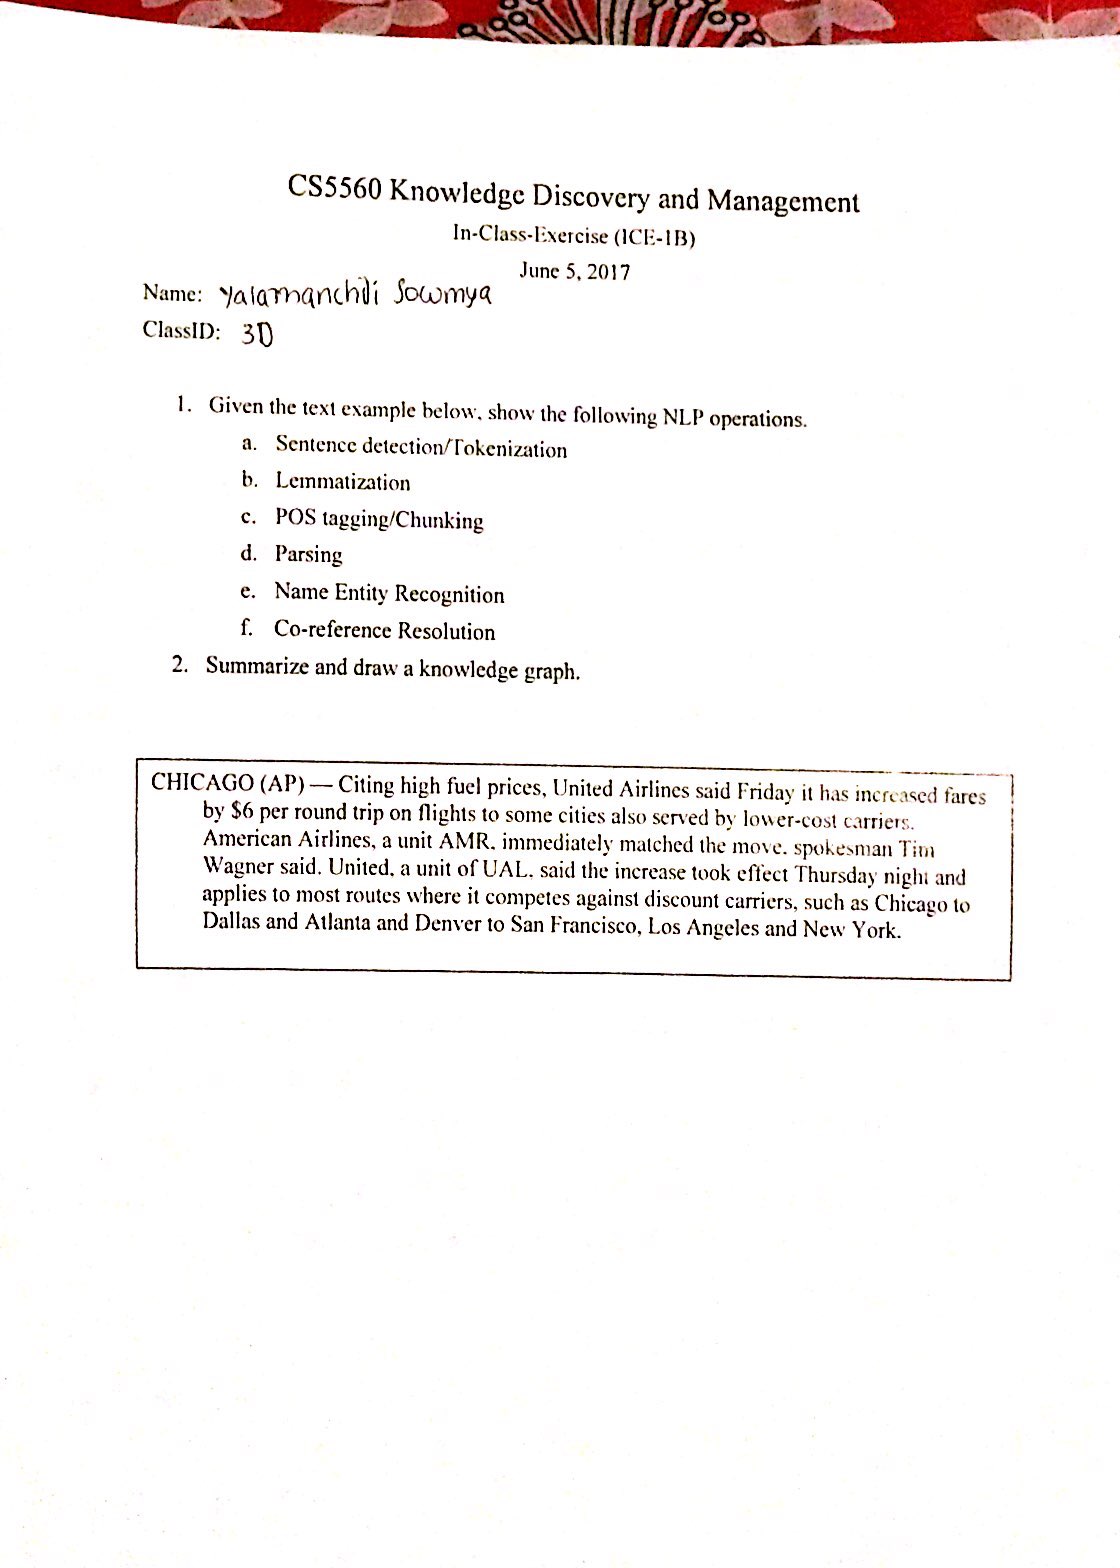 CS5560 Knowledge Discovery and Management
In-Class-Exercise (ICE-1B)
June 5, 2017
Name: Yalamanchili Sowmya
ClassID: 30
1. Given the text example below, show the following NLP operations.
a. Sentence detection/Tokenization
b. Lemmatization
c. POS tagging/Chunking
d. Parsing
e. Name Entity Recognition
f. Co-reference Resolution
2. Summarize and draw a knowledge graph.
CHICAGO (AP) — Citing high fuel prices, United Airlines said Friday it has increased fares
by $6 per round trip on flights to some cities also served by lower-cost carriers.
American Airlines, a unit AMR, immediately matched the move, spokesman Tim
Wagner said. United, a unit of UAL, said the increase took effect Thursday night and
applies to most routes where it competes against discount carriers, such as Chicago to
Dallas and Atlanta and Denver to San Francisco, Los Angeles and New York.